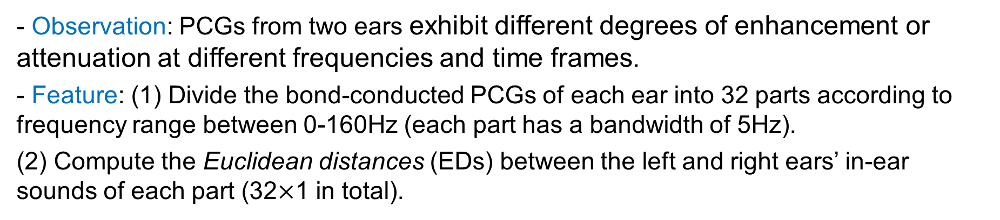 - Observation: PCGs from two ears exhibit different degrees of enhancement or
attenuation at different frequencies and time frames.
- Feature: (1) Divide the bond-conducted PCGs of each ear into 32 parts according to
frequency range between 0-160Hz (each part has a bandwidth of 5Hz).
(2) Compute the Euclidean distances (EDs) between the left and right ears’ in-ear
sounds of each part (32×1 in total).